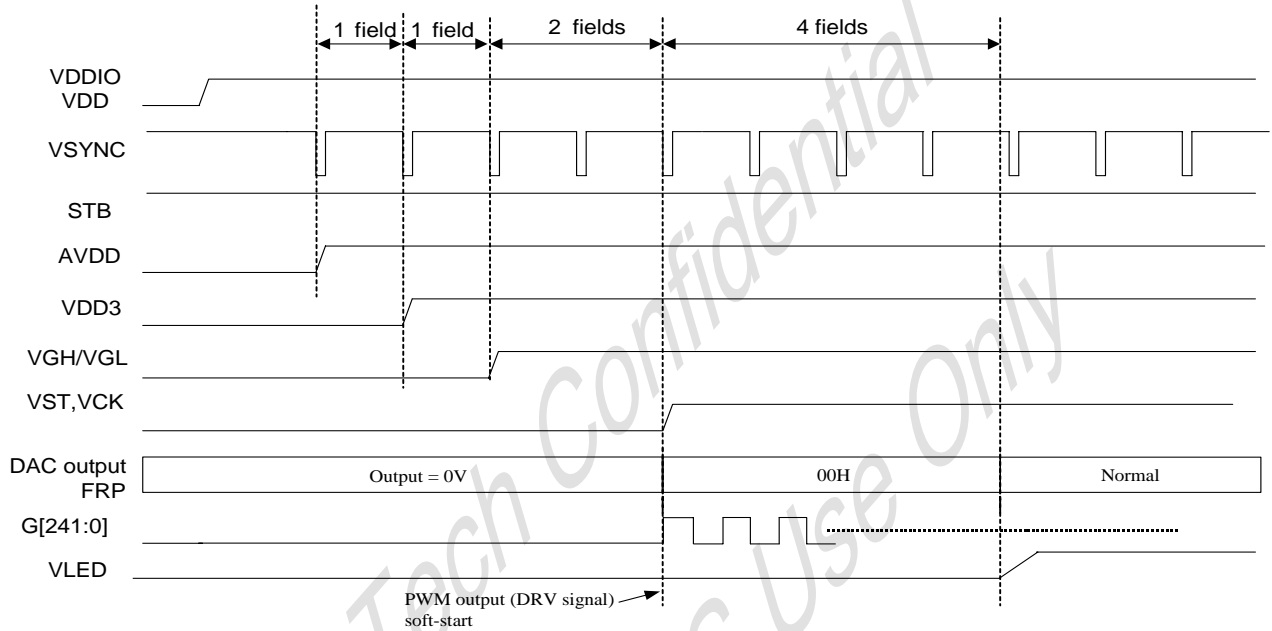 1 field 1 field 2 fields 4 fields
VDDIO
VDD
VSYNC
STB
AVDD
VDD3
VGH/VGL
VST,VCK
DAC output
FRP
Output = 0V 00H Normal
G[241:0]
VLED
PWM output (DRV signal)
soft-start
Tech Confidential
Use Only